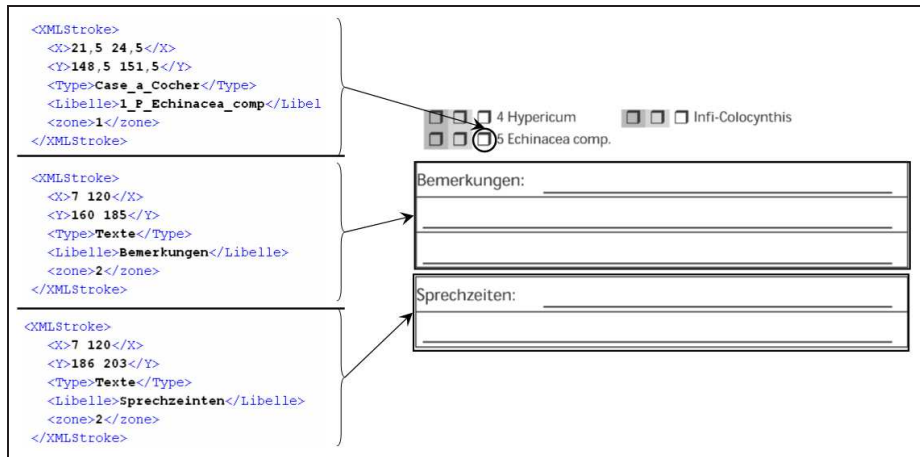 <XMLStroke>
<X>21,5 24,5</X>
<Y>148,5 151,5</Y>
<Type>Case_a_Cocher</Type>
<Libelle>1_P_Echinacea_comp</Libel
<zone>1</zone>
</XMLStroke>
<XMLStroke>
<X>7 120</X>
<Y>160 185</Y>
<Type>Texte</Type>
<Libelle>Bemerkungen</Libelle>
<zone>2</zone>
</XMLStroke>
<XMLStroke>
<X>7 120</X>
<Y>186 203</Y>
<Type>Texte</Type>
<Libelle>Sprechzeinten</Libelle>
<zone>2</zone>
</XMLStroke>
4 Hypericum Infi-Colocynthis
5 Echinacea comp.
Bemerkungen:
Sprechzeiten: